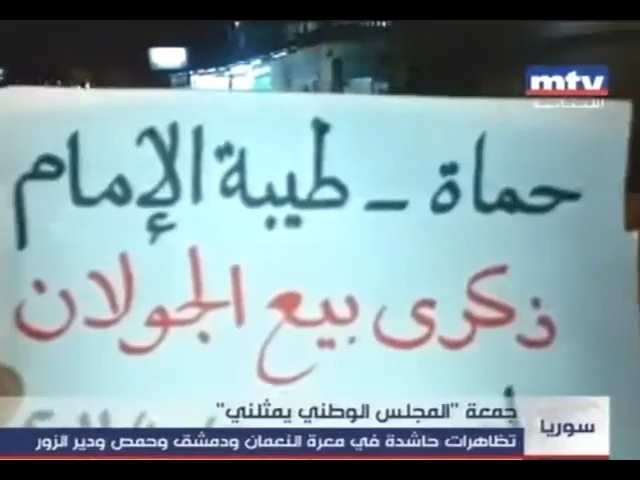 mtv
اللبنانية
حماة - طيبة الإمام
ذكرى بيع الجولان
جمعة "المجلس الوطني يمثلني"
سوريا
تظاهرات حاشدة في معرة النعمان ودمشق وحمص ودير الزور